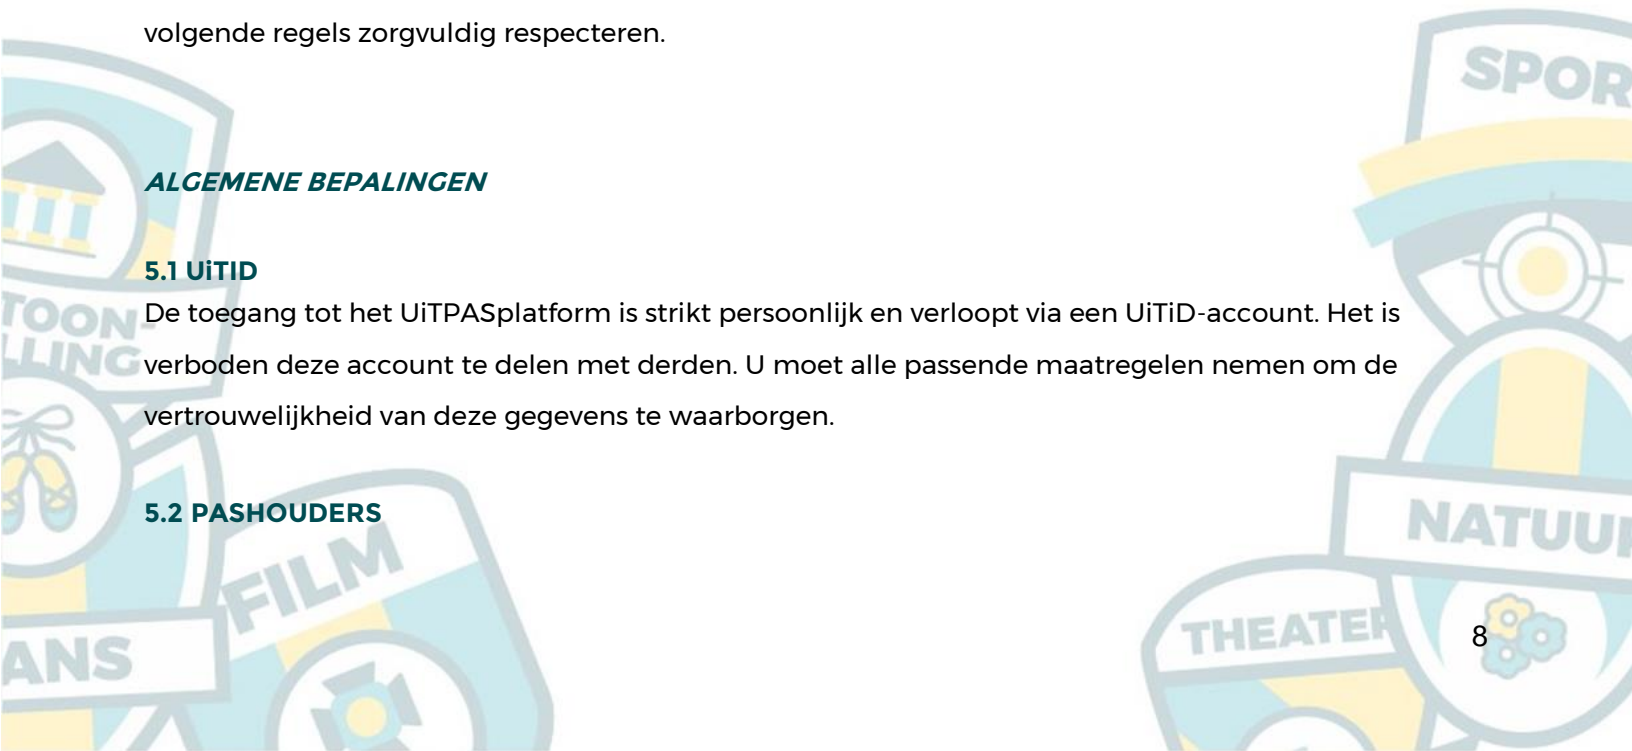 volgende regels zorgvuldig respecteren.
SPOR
ALGEMENE BEPALINGEN
5.1 UiTID
De toegang tot het UiTPASplatform is strikt persoonlijk en verloopt via een UiTiD-account. Het is
verboden deze account te delen met derden. U moet alle passende maatregelen nemen om de
vertrouwelijkheid van deze gegevens te waarborgen.
TOON-
LLING
5.2 PASHOUDERS
NATUUR
FILM
THEATER
ANS
8